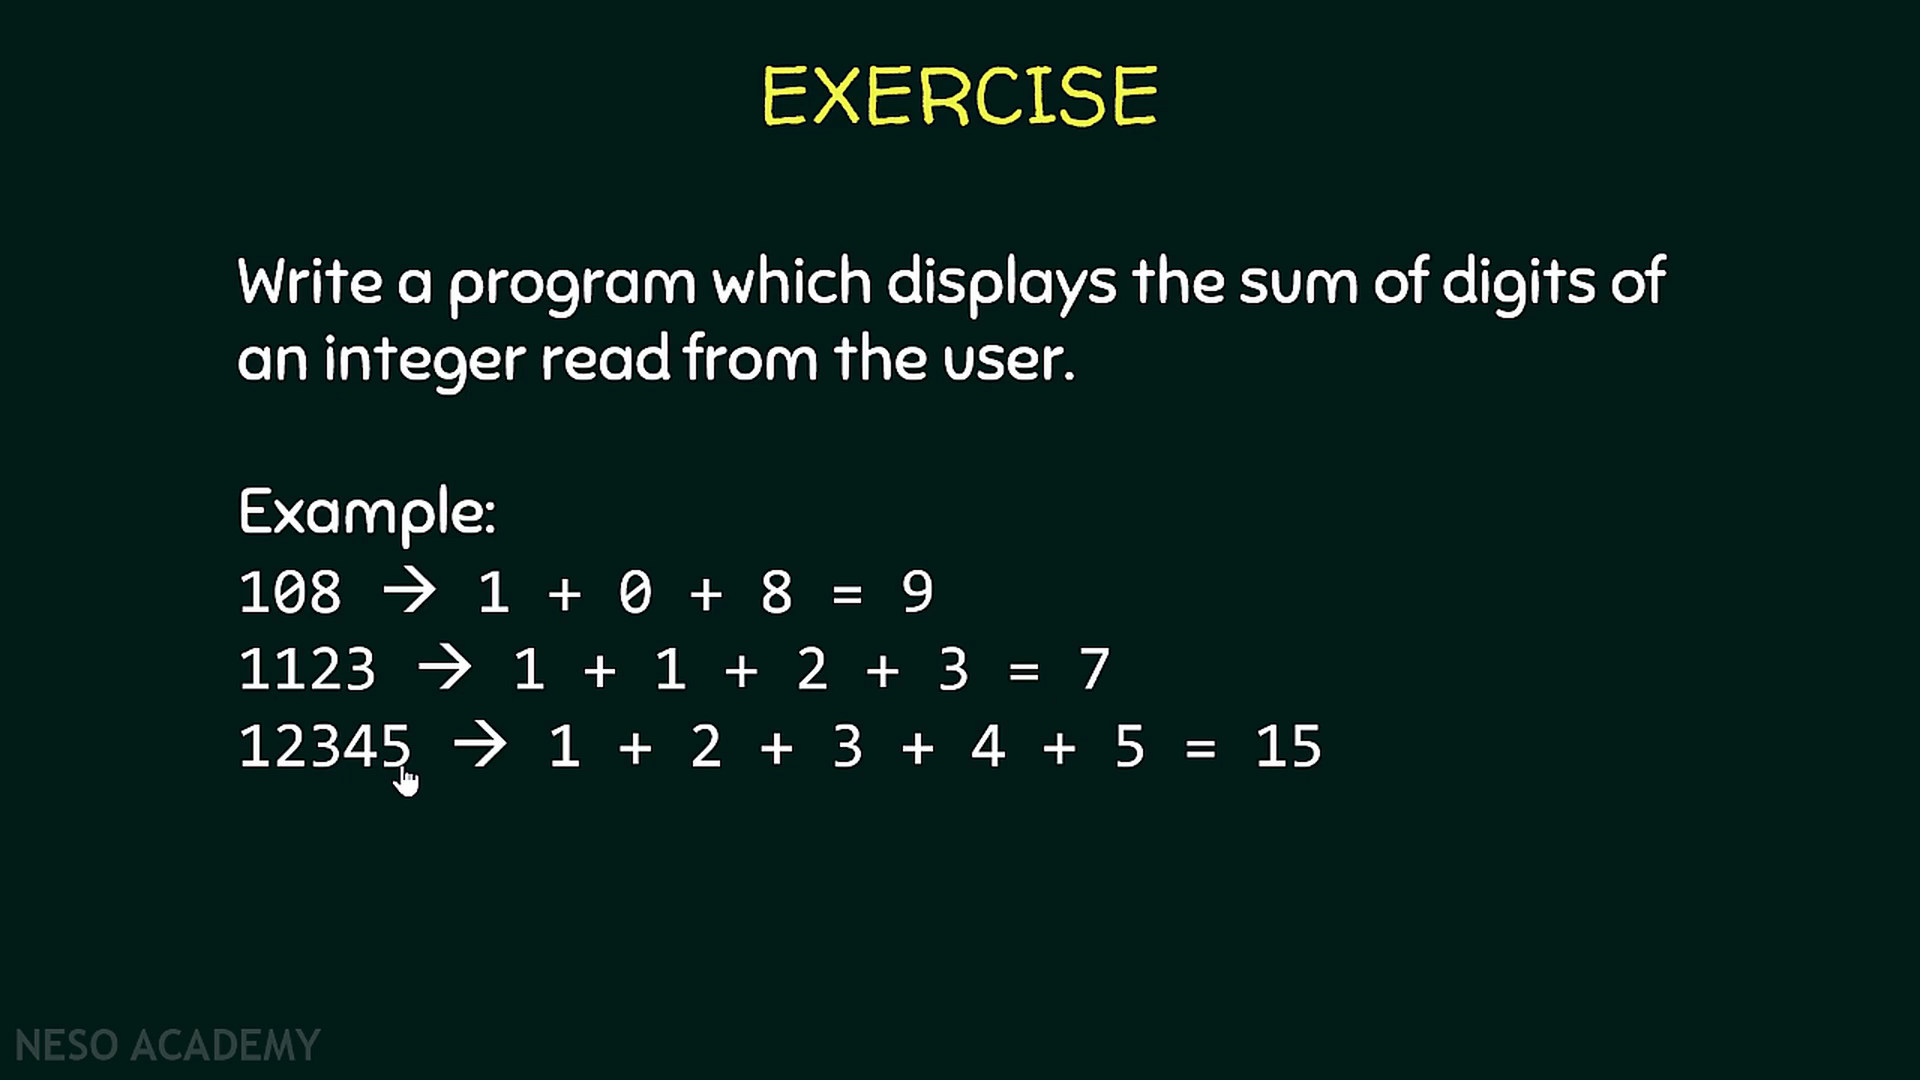 EXERCISE
Write a program which displays the sum of digits of
an integer read from the user.
Example:
108 → 1 + 0 + 8 = 9
1123 → 1 + 1 + 2 + 3 = 7
12345 → 1 + 2 + 3 + 4 + 5 = 15
NESO ACADEMY